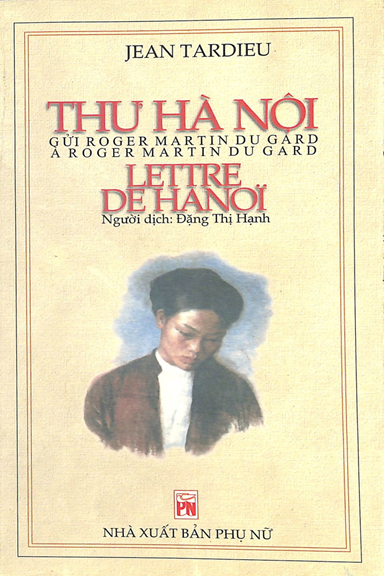 JEAN TARDIEU
THƯ HÀ NỘI
GỬI ROGER MARTIN DU GARD
À ROGER MARTIN DU GARD
LETTRE
DE HANOÏ
Người dịch: Đặng Thị Hạnh
PN
NHÀ XUẤT BẢN PHỤ NỮ